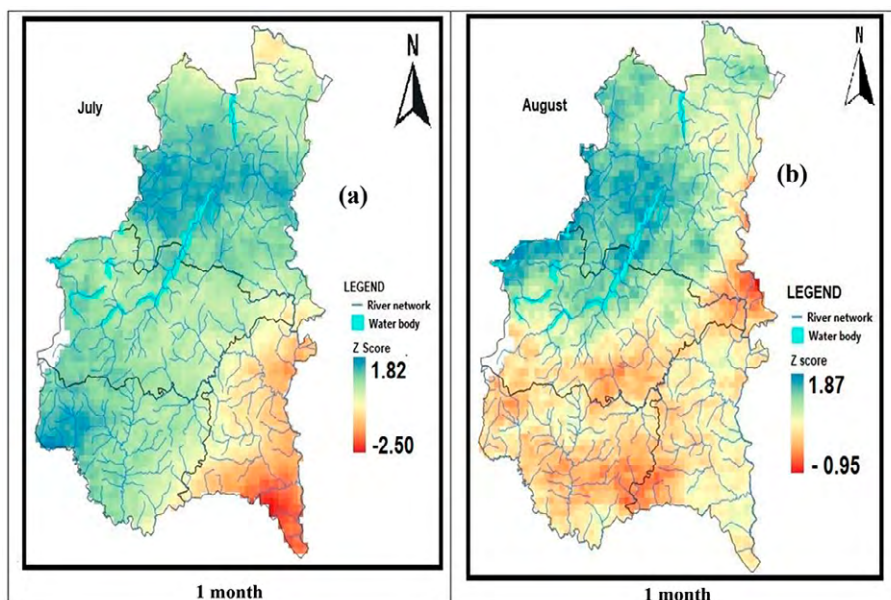 N
July
(a)
LEGEND
River network
Water body
Z Score
1.82
-2.50
1 month
N
August
(b)
LEGEND
River network
Water body
Z score
1.87
- 0.95
1 month